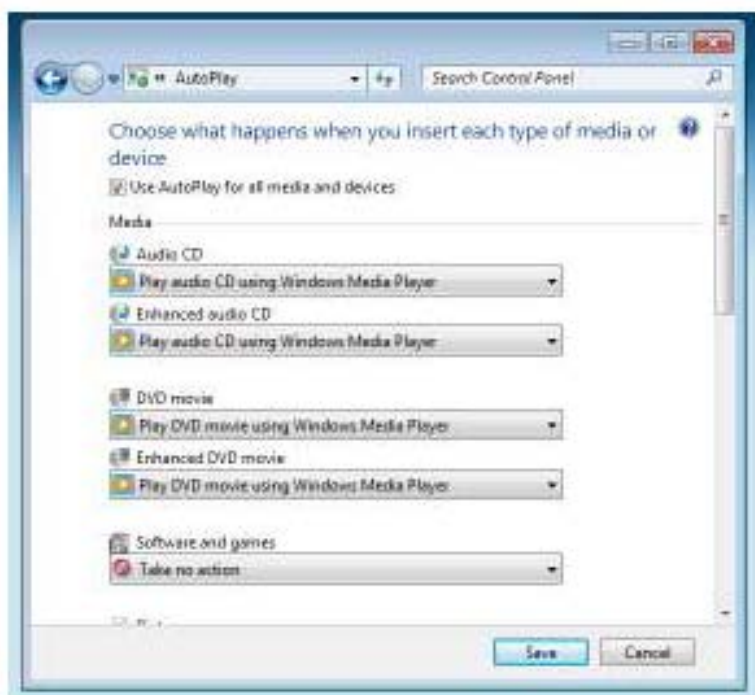 AutoPlay
Search Control Panel
Choose what happens when you insert each type of media or
device
Use AutoPlay for all media and devices
Media
Audio CD
Play audio CD using Windows Media Player
Enhanced audio CD
Play audio CD using Windows Media Player
DVD movie
Play DVD movie using Windows Media Player
Enhanced DVD movie
Play DVD movie using Windows Media Player
Software and games
Take no action
Save
Cancel